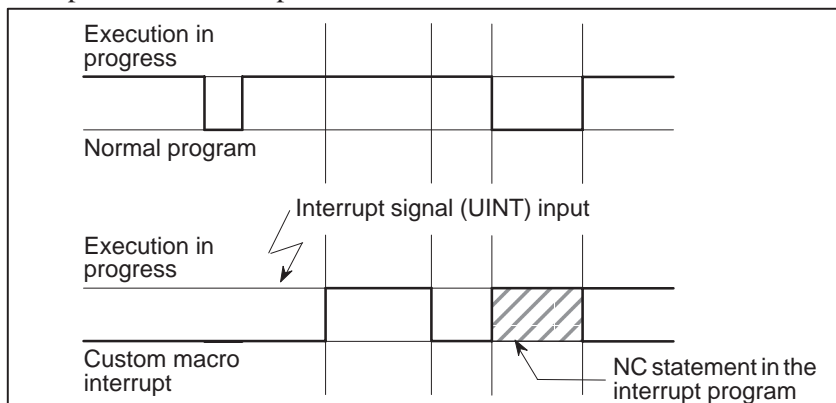 Execution in
progress
Normal program
Interrupt signal (UINT) input
Execution in
progress
Custom macro
interrupt
NC statement in the
interrupt program